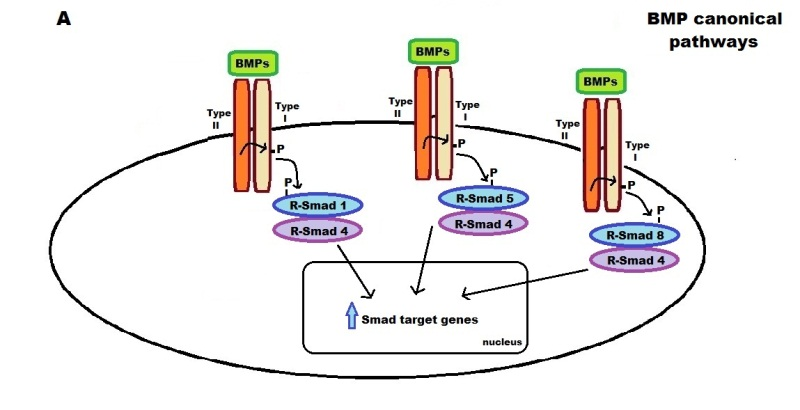 A
BMP canonical
pathways
BMPs
Type
II
Type
I
P
P
R-Smad 1
R-Smad 4
BMPs
Type
II
Type
I
P
P
R-Smad 5
R-Smad 4
BMPs
Type
II
Type
I
P
P
R-Smad 8
R-Smad 4
Smad target genes
nucleus